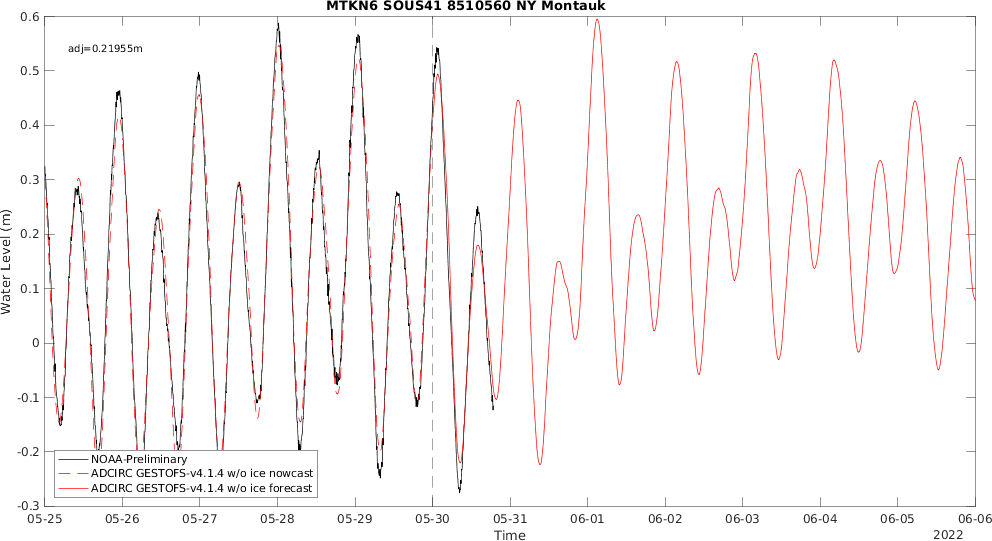 MTKN6 SOUS41 8510560 NY Montauk
adj=0.21955m
0.6
0.5
0.4
0.3
0.2
0.1
0
-0.1
-0.2
-0.3
Water Level (m)
NOAA-Preliminary
ADCIRC GESTOFS-v4.1.4 w/o ice nowcast
ADCIRC GESTOFS-v4.1.4 w/o ice forecast
05-25 05-26 05-27 05-28 05-29 05-30 05-31 06-01 06-02 06-03 06-04 06-05 06-06
Time
2022